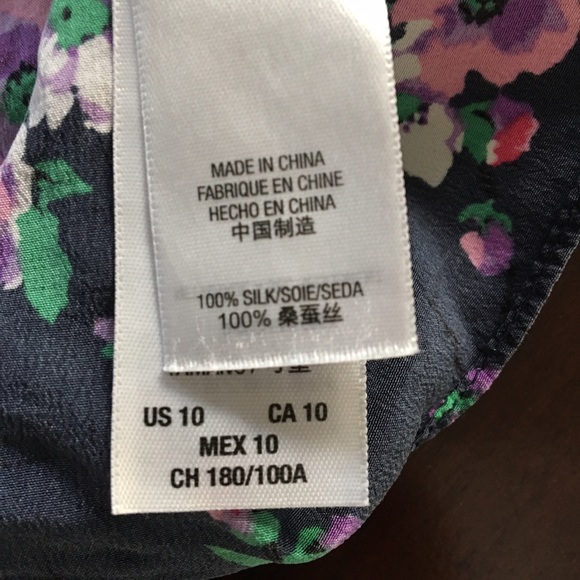 MADE IN CHINA
FABRIQUE EN CHINE
HECHO EN CHINA
中国制造
100% SILK/SOIE/SEDA
100% 桑蚕丝
US 10 CA 10
MEX 10
CH 180/100A